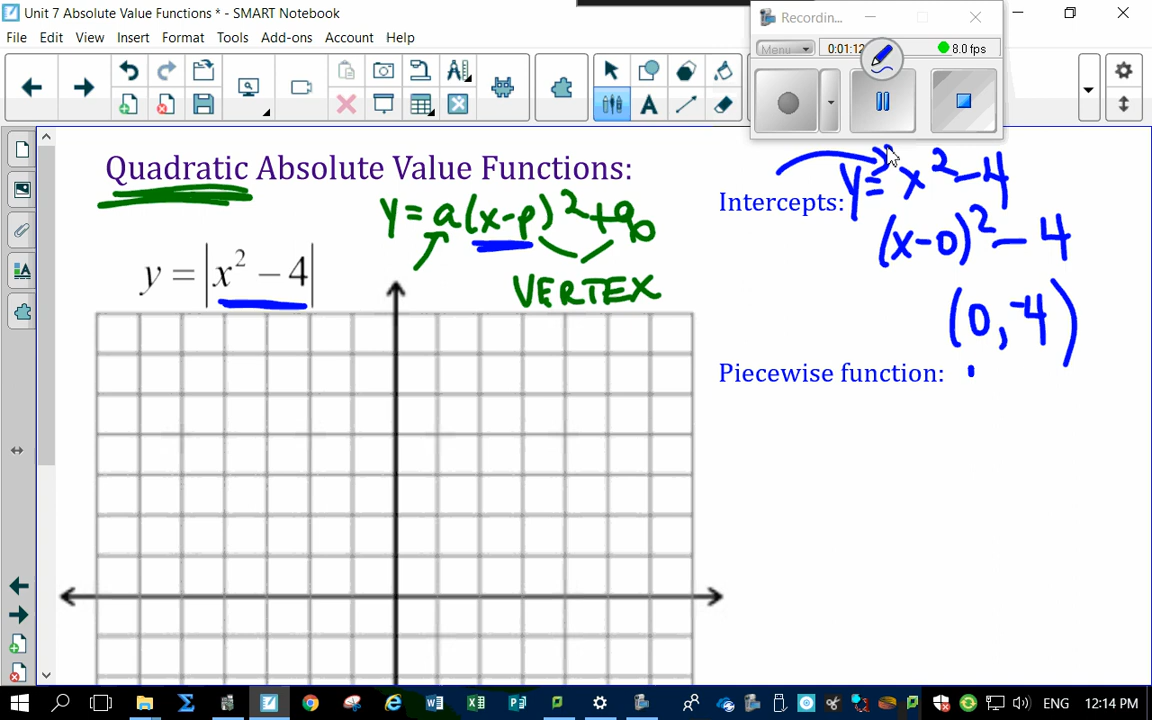 Unit 7 Absolute Value Functions * - SMART Notebook
Recordin...
File Edit View Insert Format Tools Add-ons Account Help
Menu
0:01:12
8.0 fps
Quadratic Absolute Value Functions:
y = a(x-p)²+q
VERTEX
y = |x² − 4|
Intercepts:
y = x² − 4
(x-0)² − 4
(0, -4)
Piecewise function:
ENG 12:14 PM